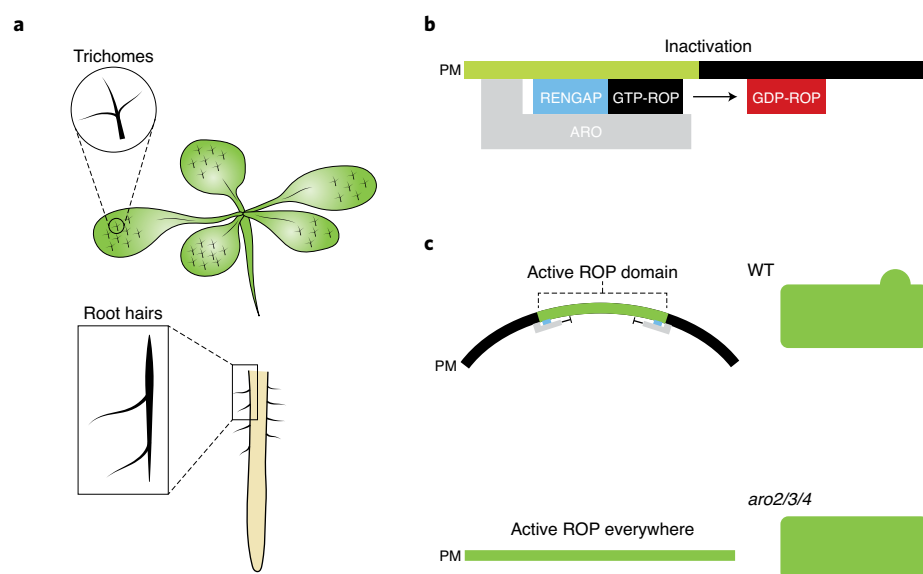 a
Trichomes
Root hairs
b
Inactivation
PM
RENGAP GTP-ROP GDP-ROP
ARO
c
Active ROP domain
WT
PM
aro2/3/4
Active ROP everywhere
PM